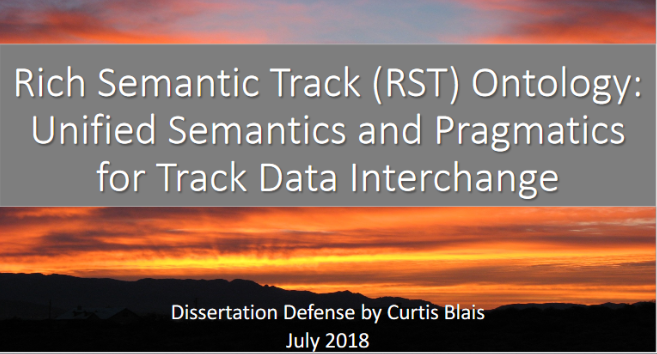 Rich Semantic Track (RST) Ontology:
Unified Semantics and Pragmatics
for Track Data Interchange
Dissertation Defense by Curtis Blais
July 2018